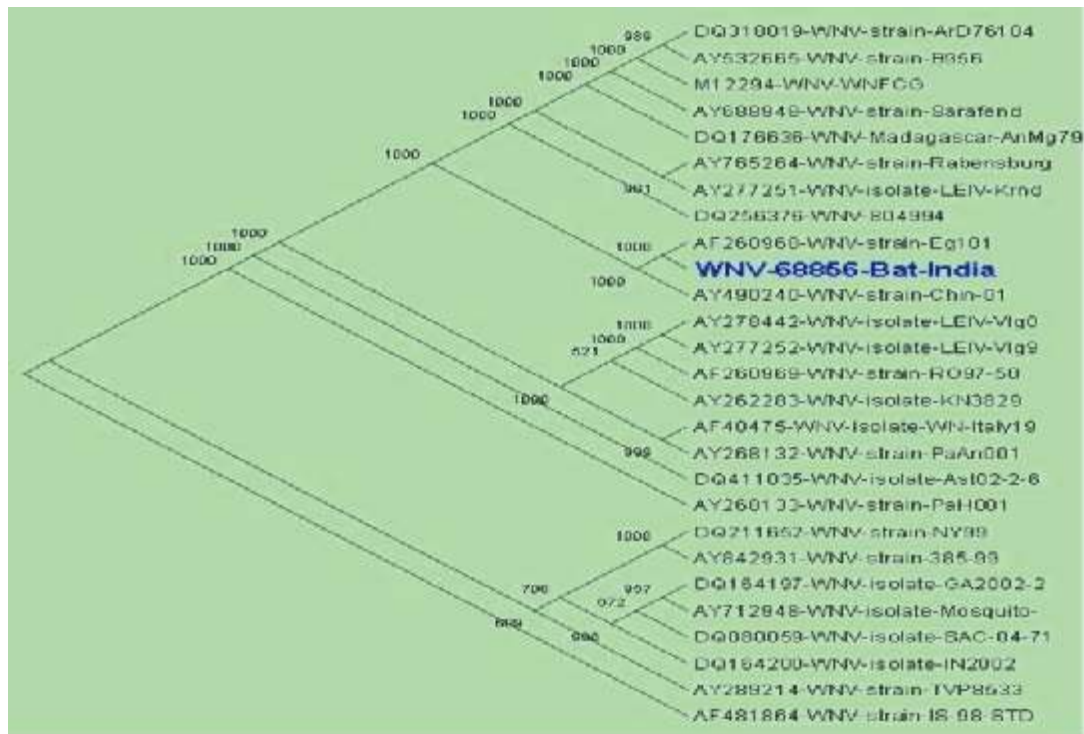 989
DQ318019-WNV-strain-ArD76104
1000
AY532665-WNV-strain-B956
1000
M12294-WNV-WNFCG
1000
AY688948-WNV-strain-Sarafend
1000
DQ176636-WNV-Madagascar-AnMg79
1000
1000
AY765264-WNV-strain-Rabensburg
991
AY277251-WNV-isolate-LEIV-Krnd
DQ256376-WNV-804994
1000
AF260968-WNV-strain-Eg101
WNV-68856-Bat-India
1000
AY490240-WNV-strain-Chin-01
1000
1000
1000
1000
AY278442-WNV-isolate-LEIV-Vlg0
1000
AY277252-WNV-isolate-LEIV-Vlg9
521
AF260969-WNV-strain-RO97-50
AY262283-WNV-isolate-KN3829
1000
AF40475-WNV-isolate-WN-Italy19
AY268132-WNV-strain-PaAn001
999
DQ411035-WNV-isolate-Ast02-2-6
AY268133-WNV-strain-PaH001
DQ211652-WNV-strain-NY99
1000
AY842931-WNV-strain-385-99
DQ164197-WNV-isolate-GA2002-2
957
AY712948-WNV-isolate-Mosquito-
DQ080059-WNV-isolate-SAC-04-71
DQ164200-WNV-isolate-IN2002
AY289214-WNV-strain-TVP8533
AF481864-WNV-strain-IS-98-STD